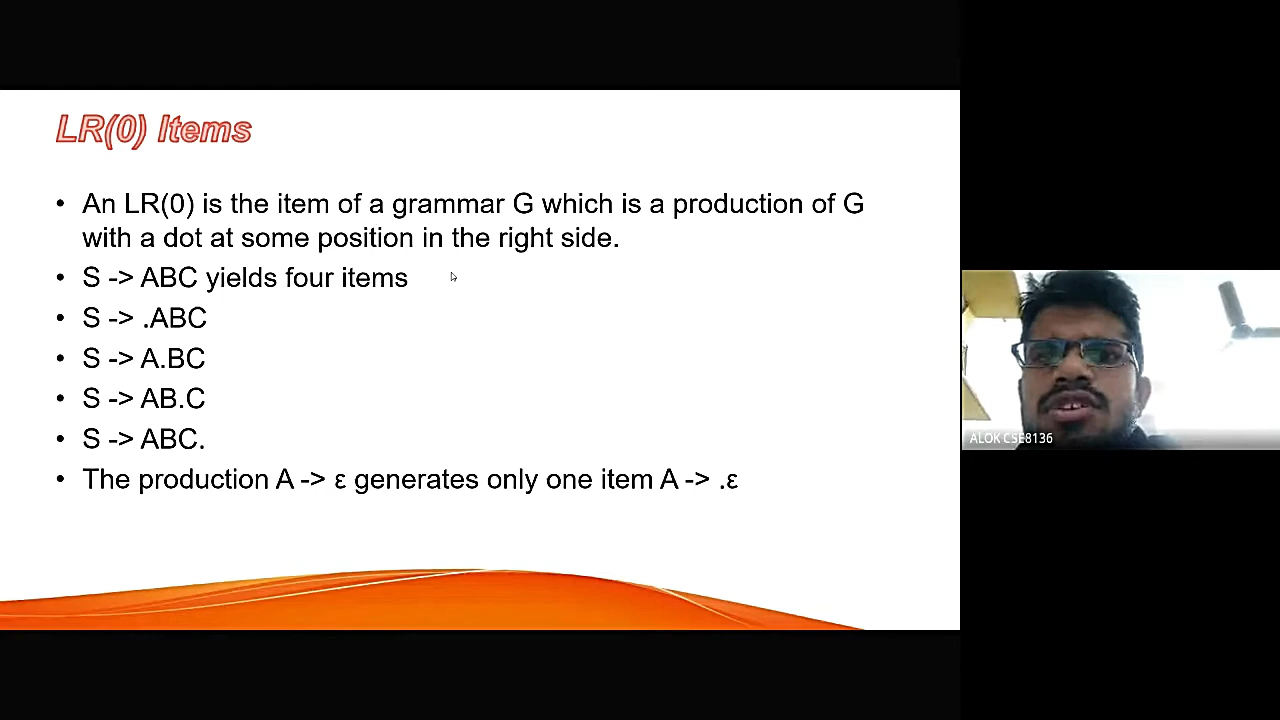 LR(0) Items
• An LR(0) is the item of a grammar G which is a production of G
with a dot at some position in the right side.
• S -> ABC yields four items
• S -> .ABC
• S -> A.BC
• S -> AB.C
• S -> ABC.
• The production A -> ε generates only one item A -> .ε
ALOK CSE8136